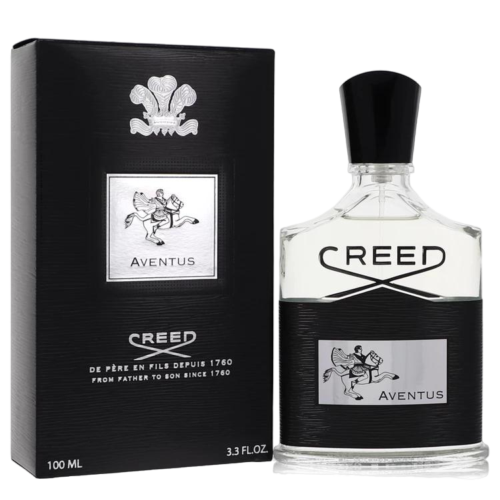 AVENTUS
CREED
DE PÈRE EN FILS DEPUIS 1760
FROM FATHER TO SON SINCE 1760
100 ML
3.3 FL.OZ.
CREED
AVENTUS